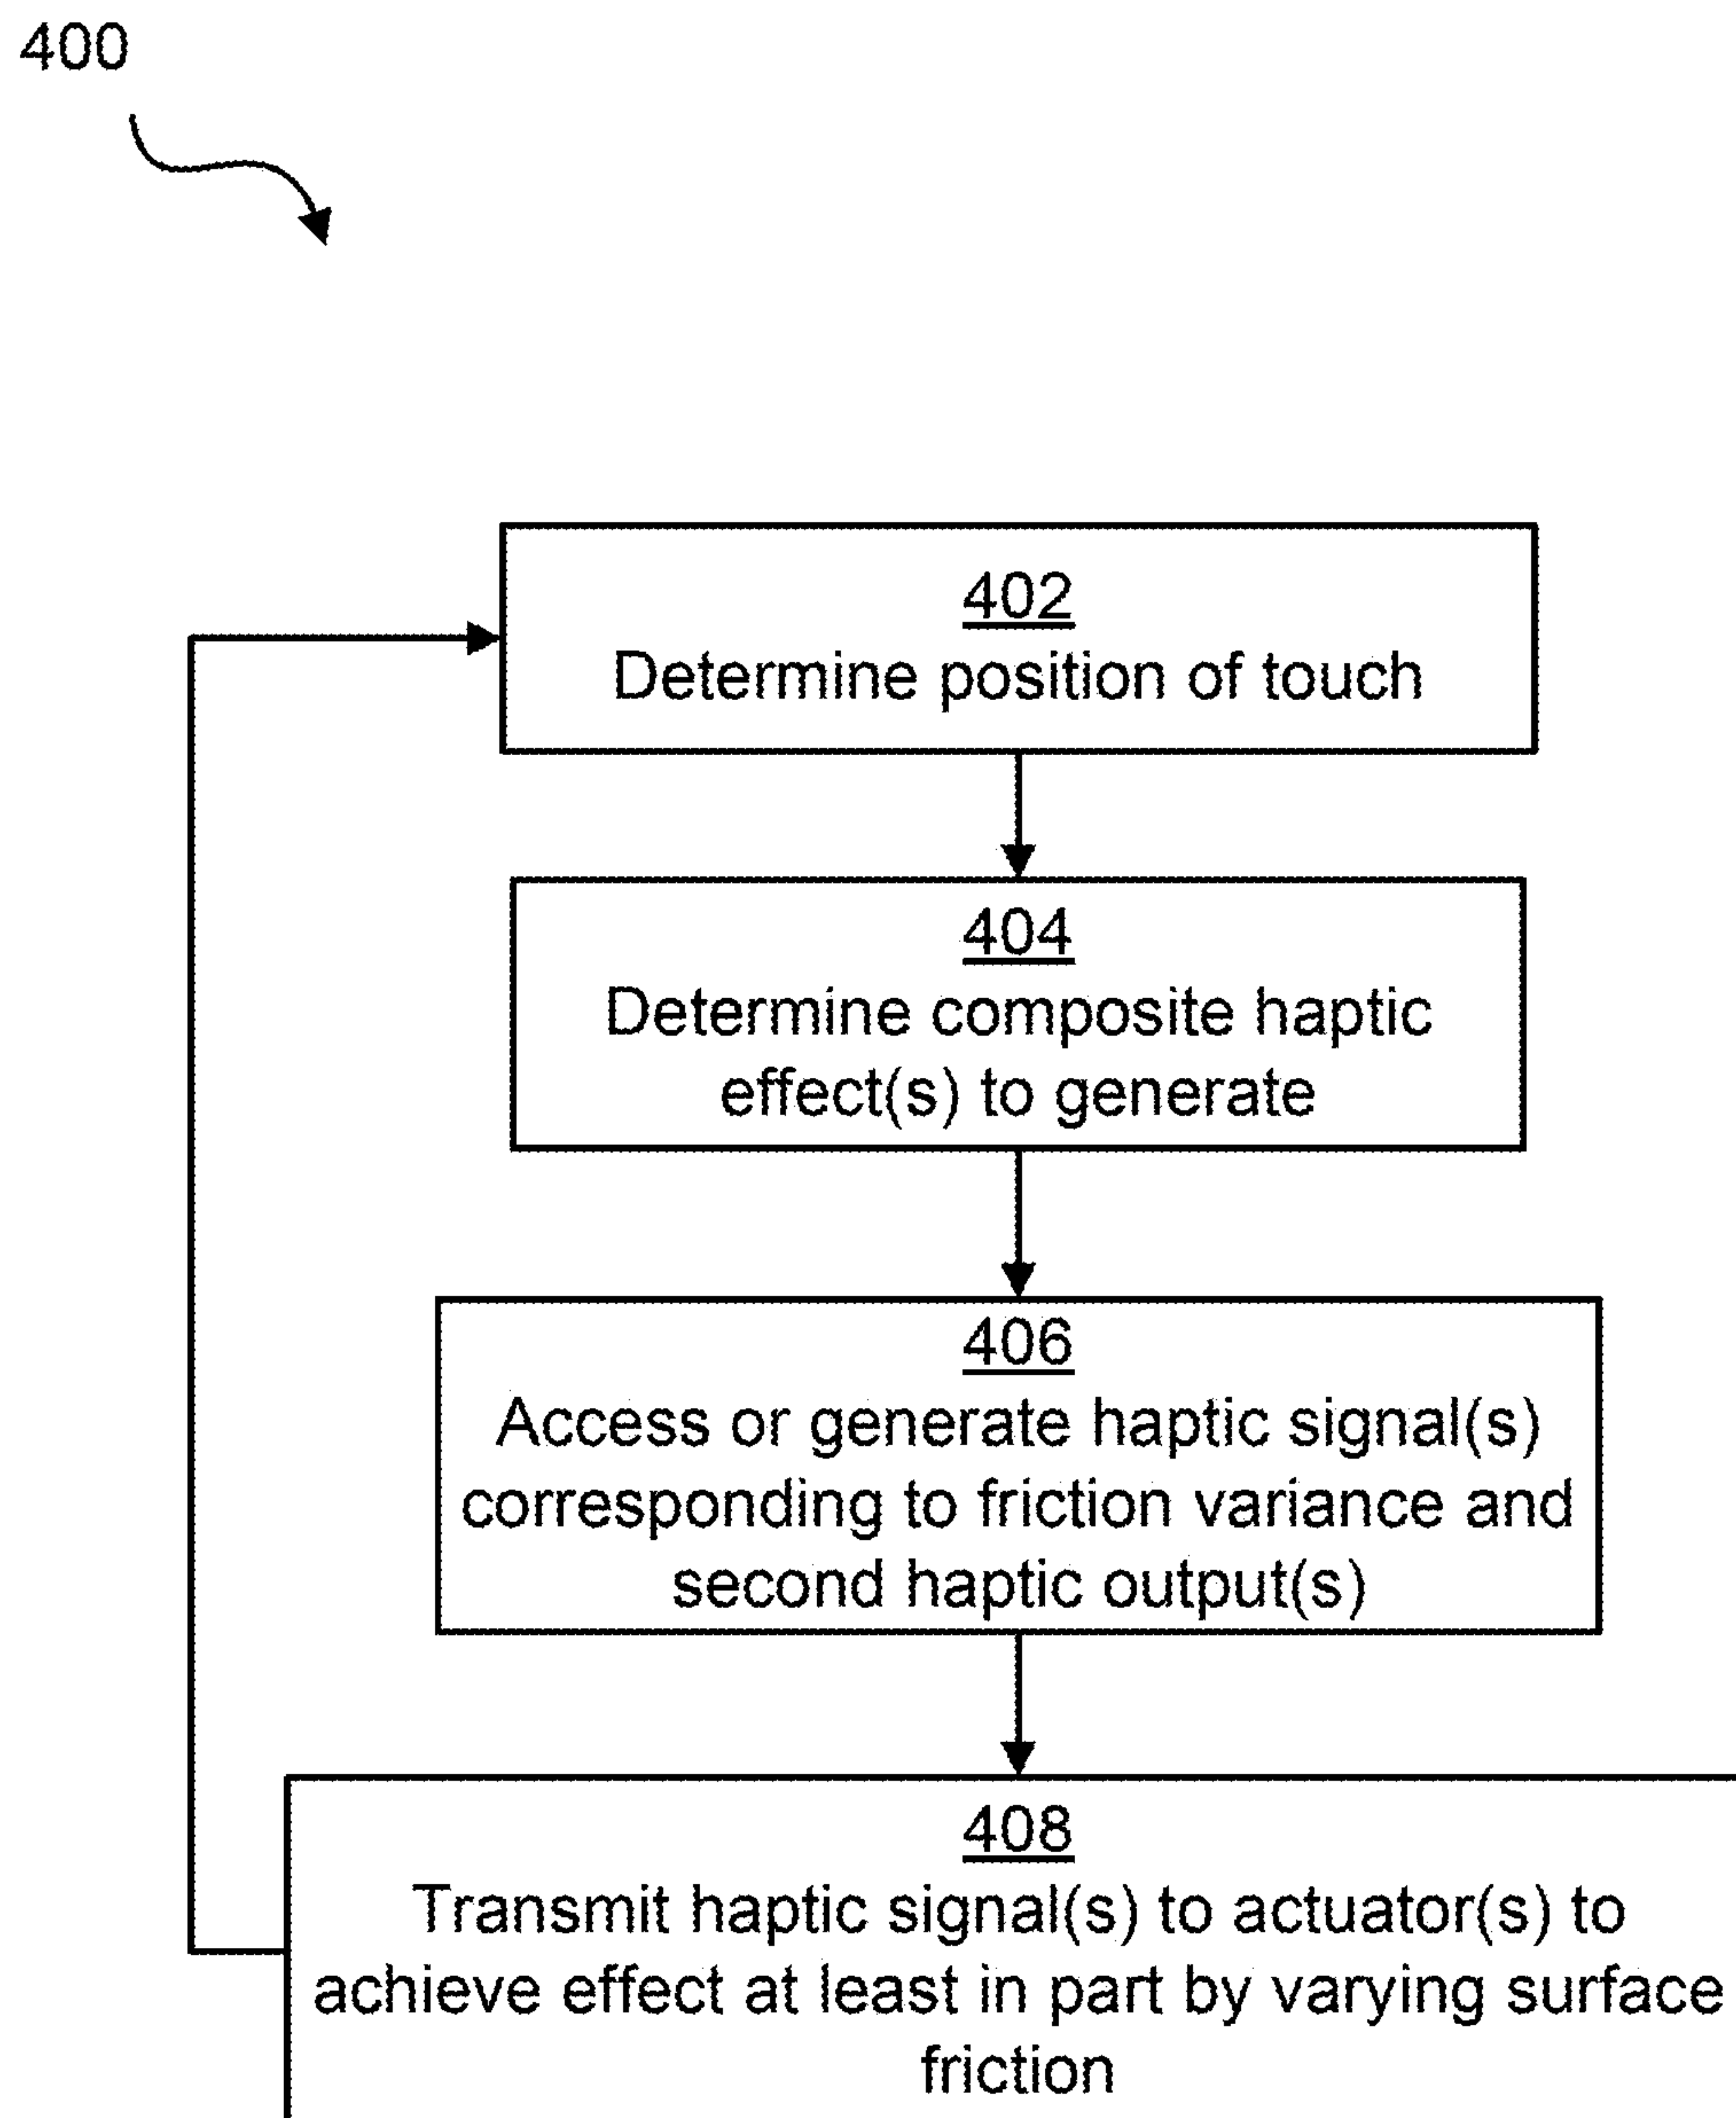 400
402
Determine position of touch
404
Determine composite haptic
effect(s) to generate
406
Access or generate haptic signal(s)
corresponding to friction variance and
second haptic output(s)
408
Transmit haptic signal(s) to actuator(s) to
achieve effect at least in part by varying surface
friction